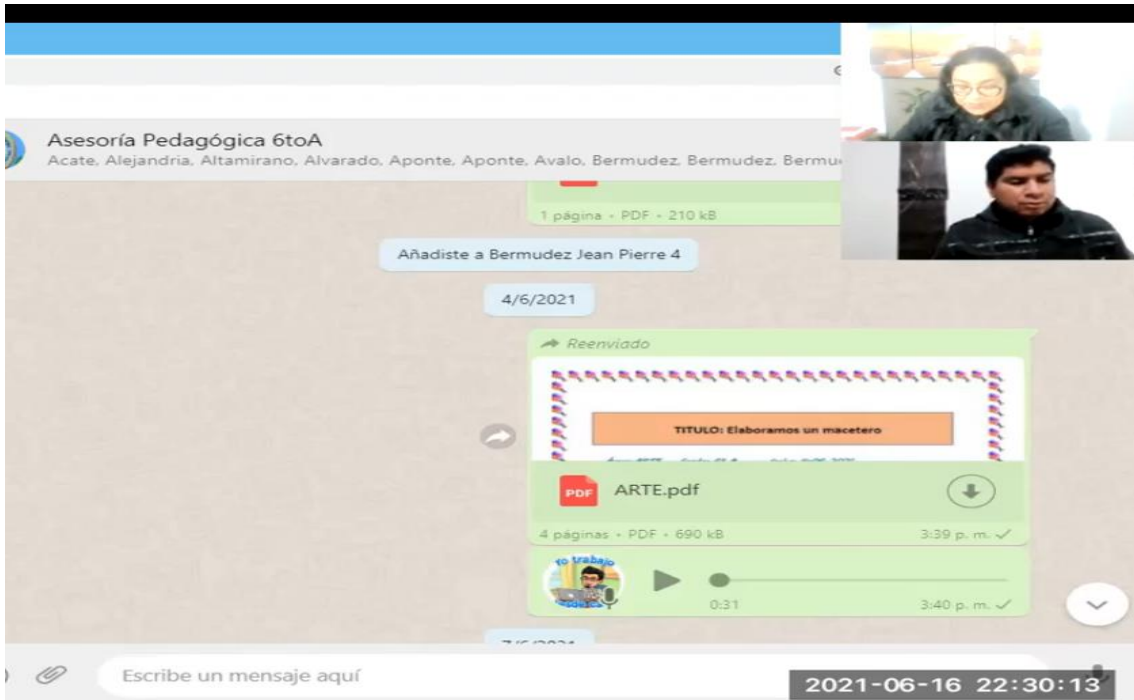 Asesoría Pedagógica 6toA
Acate, Alejandria, Altamirano, Alvarado, Aponte, Aponte, Avalo, Bermudez, Bermudez, Bermu
1 página • PDF • 210 kB
Añadiste a Bermudez Jean Pierre 4
4/6/2021
Reenviado
TITULO: Elaboramos un macetero
PDF ARTE.pdf
4 páginas • PDF • 690 kB 3:39 p. m.
Yo trabajo
0:31 3:40 p. m.
Escribe un mensaje aquí
2021-06-16 22:30:13